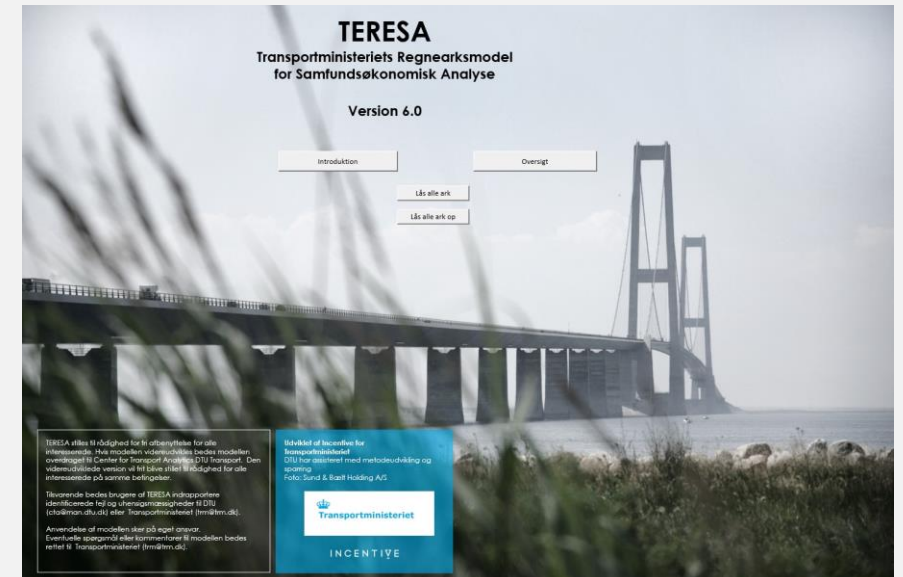 TERESA
Transportministeriets Regnearksmodel
for Samfundsøkonomisk Analyse
Version 6.0
Introduktion
Oversigt
Lås alle ark
Lås alle ark op
TERESA stilles til rådighed for fri afbenyttelse for alle
interesserede. Hvis modellen videreudvikles bedes modellen
overdraget til Center for Transport Analytics DTU Transport. Den
videreudviklede version vil frit blive stillet til rådighed for alle
interesserede på samme betingelser.
Tilsvarende bedes brugere af TERESA indrapportere
identificerede fejl og uhensigsmæssigheder til DTU
(cta@man.dtu.dk) eller Transportministeriet (trm@trm.dk).
Anvendelse af modellen sker på eget ansvar.
Eventuelle spørgsmål eller kommentarer til modellen bedes
rettet til Transportministeriet (trm@trm.dk).
Udviklet af Incentive for
Transportministeriet
DTU har assisteret med metodeudvikling og
sparring
Foto: Sund & Bælt Holding A/S
Transportministeriet
INCENTIVE